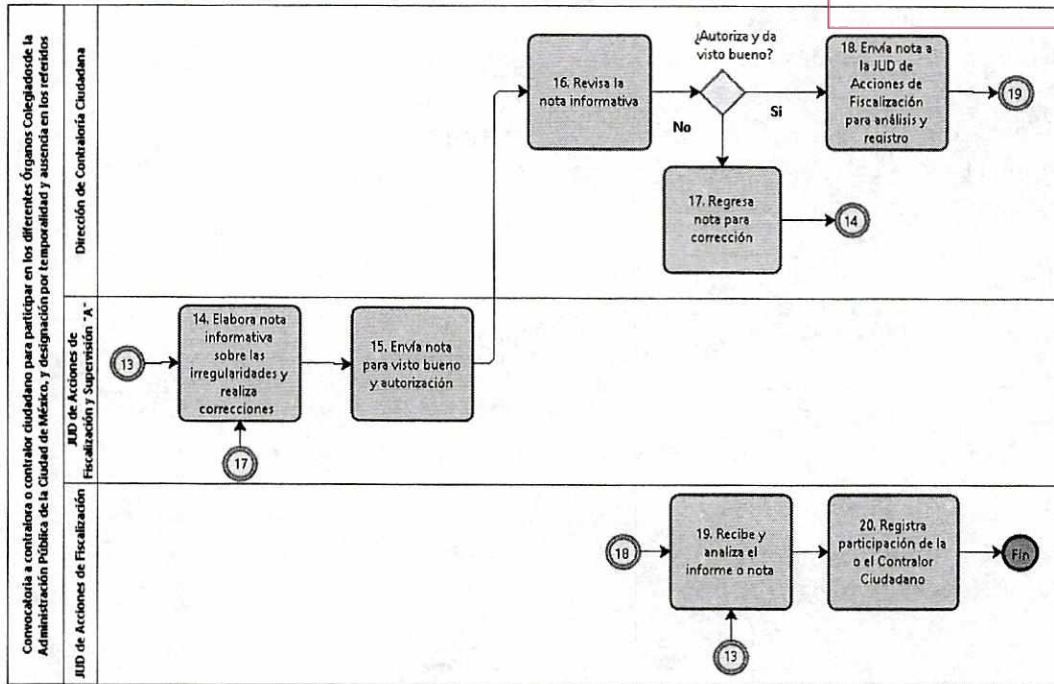 Convocatoria a contralora o contralor ciudadano para participar en los diferentes Órganos Colegiadosde la
Administración Pública de la Ciudad de México, y designación por temporalidad y ausencia en los referidos
Dirección de Contraloría Ciudadana
¿Autoriza y da
visto bueno?
16. Revisa la
nota informativa
No
Si
18. Envía nota a
la JUD de
Acciones de
Fiscalización
para análisis y
registro
19
17. Regresa
nota para
corrección
14
JUD de Acciones de
Fiscalización y Supervisión "A"
13
14. Elabora nota
informativa
sobre las
irregularidades y
realiza
correcciones
17
15. Envía nota
para visto bueno
y autorización
JUD de Acciones de Fiscalización
18
19. Recibe y
analiza el
informe o nota
13
20. Registra
participación de la
o el Contralor
Ciudadano
Fin